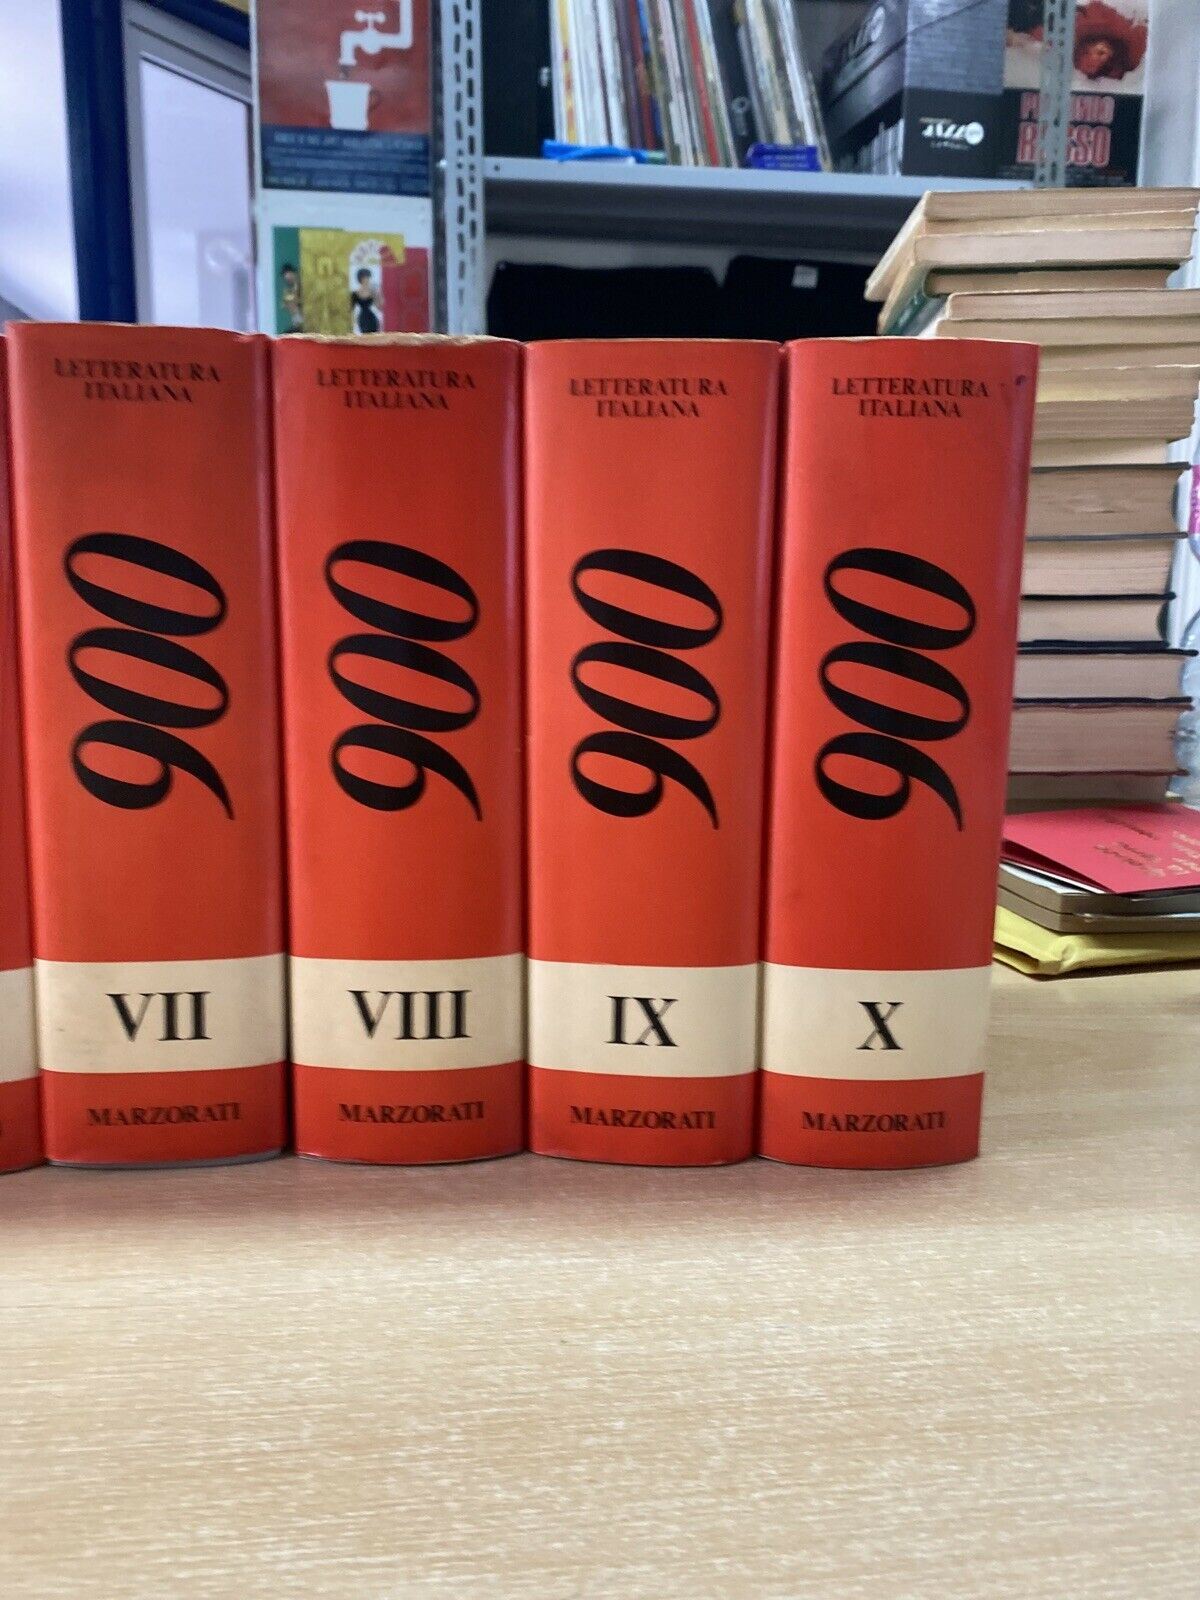 LETTERATURA
ITALIANA
900
VII
MARZORATI
LETTERATURA
ITALIANA
900
VIII
MARZORATI
LETTERATURA
ITALIANA
900
IX
MARZORATI
LETTERATURA
ITALIANA
900
X
MARZORATI